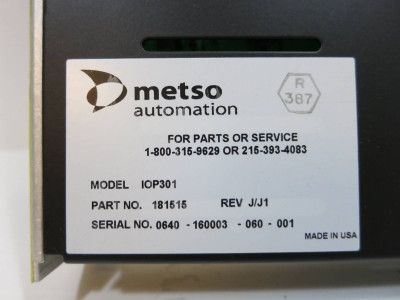 metso
automation
R
387
FOR PARTS OR SERVICE
1-800-315-9629 OR 215-393-4083
MODEL IOP301
PART NO. 181515 REV J/J1
SERIAL NO. 0640 -160003 -060 -001
MADE IN USA